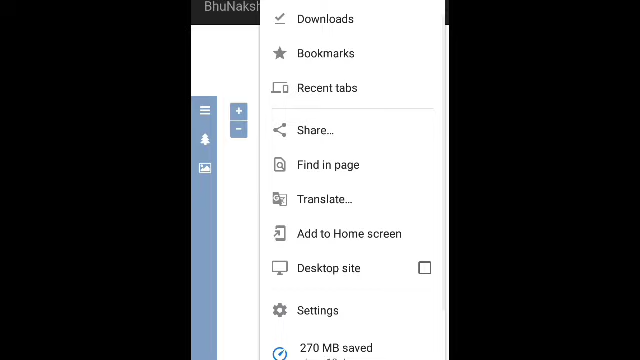 BhuNaksh
Downloads
Bookmarks
Recent tabs
Share…
Find in page
Translate…
Add to Home screen
Desktop site
Settings
270 MB saved